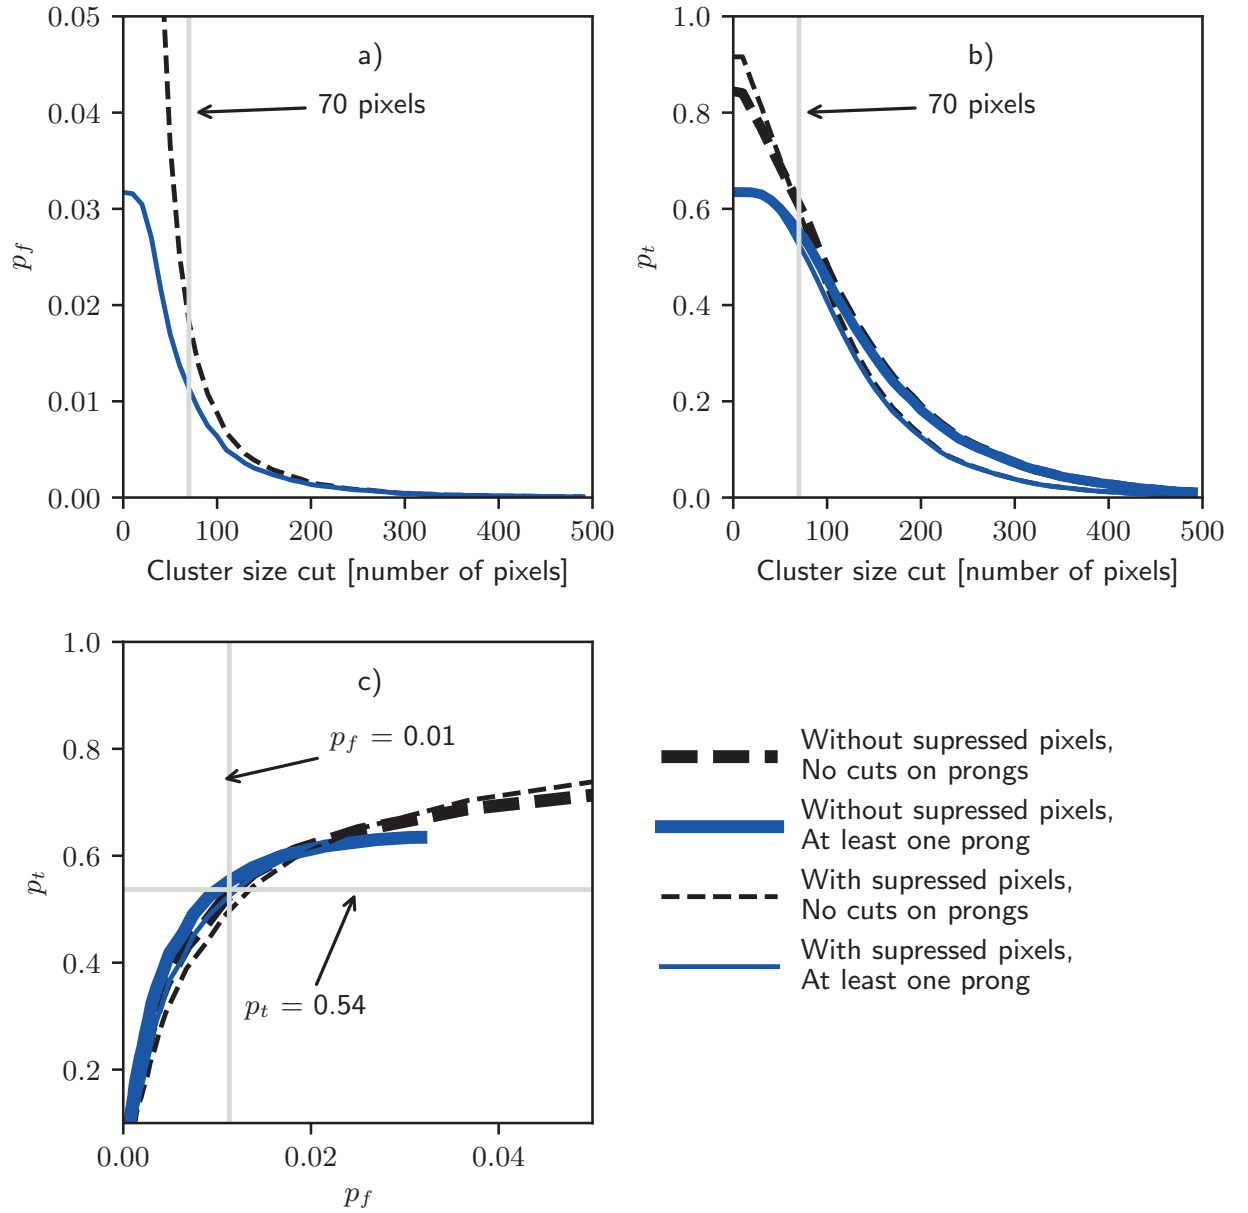 0.05
0.04
0.03
0.02
0.01
0.00
p_f
a)
70 pixels
0
100
200
300
400
500
Cluster size cut [number of pixels]
1.0
0.8
0.6
0.4
0.2
0.0
p_t
b)
70 pixels
0
100
200
300
400
500
Cluster size cut [number of pixels]
1.0
0.8
0.6
0.4
0.2
p_t
c)
p_f = 0.01
p_t = 0.54
0.00
0.02
0.04
p_f
Without supressed pixels,
No cuts on prongs
Without supressed pixels,
At least one prong
With supressed pixels,
No cuts on prongs
With supressed pixels,
At least one prong